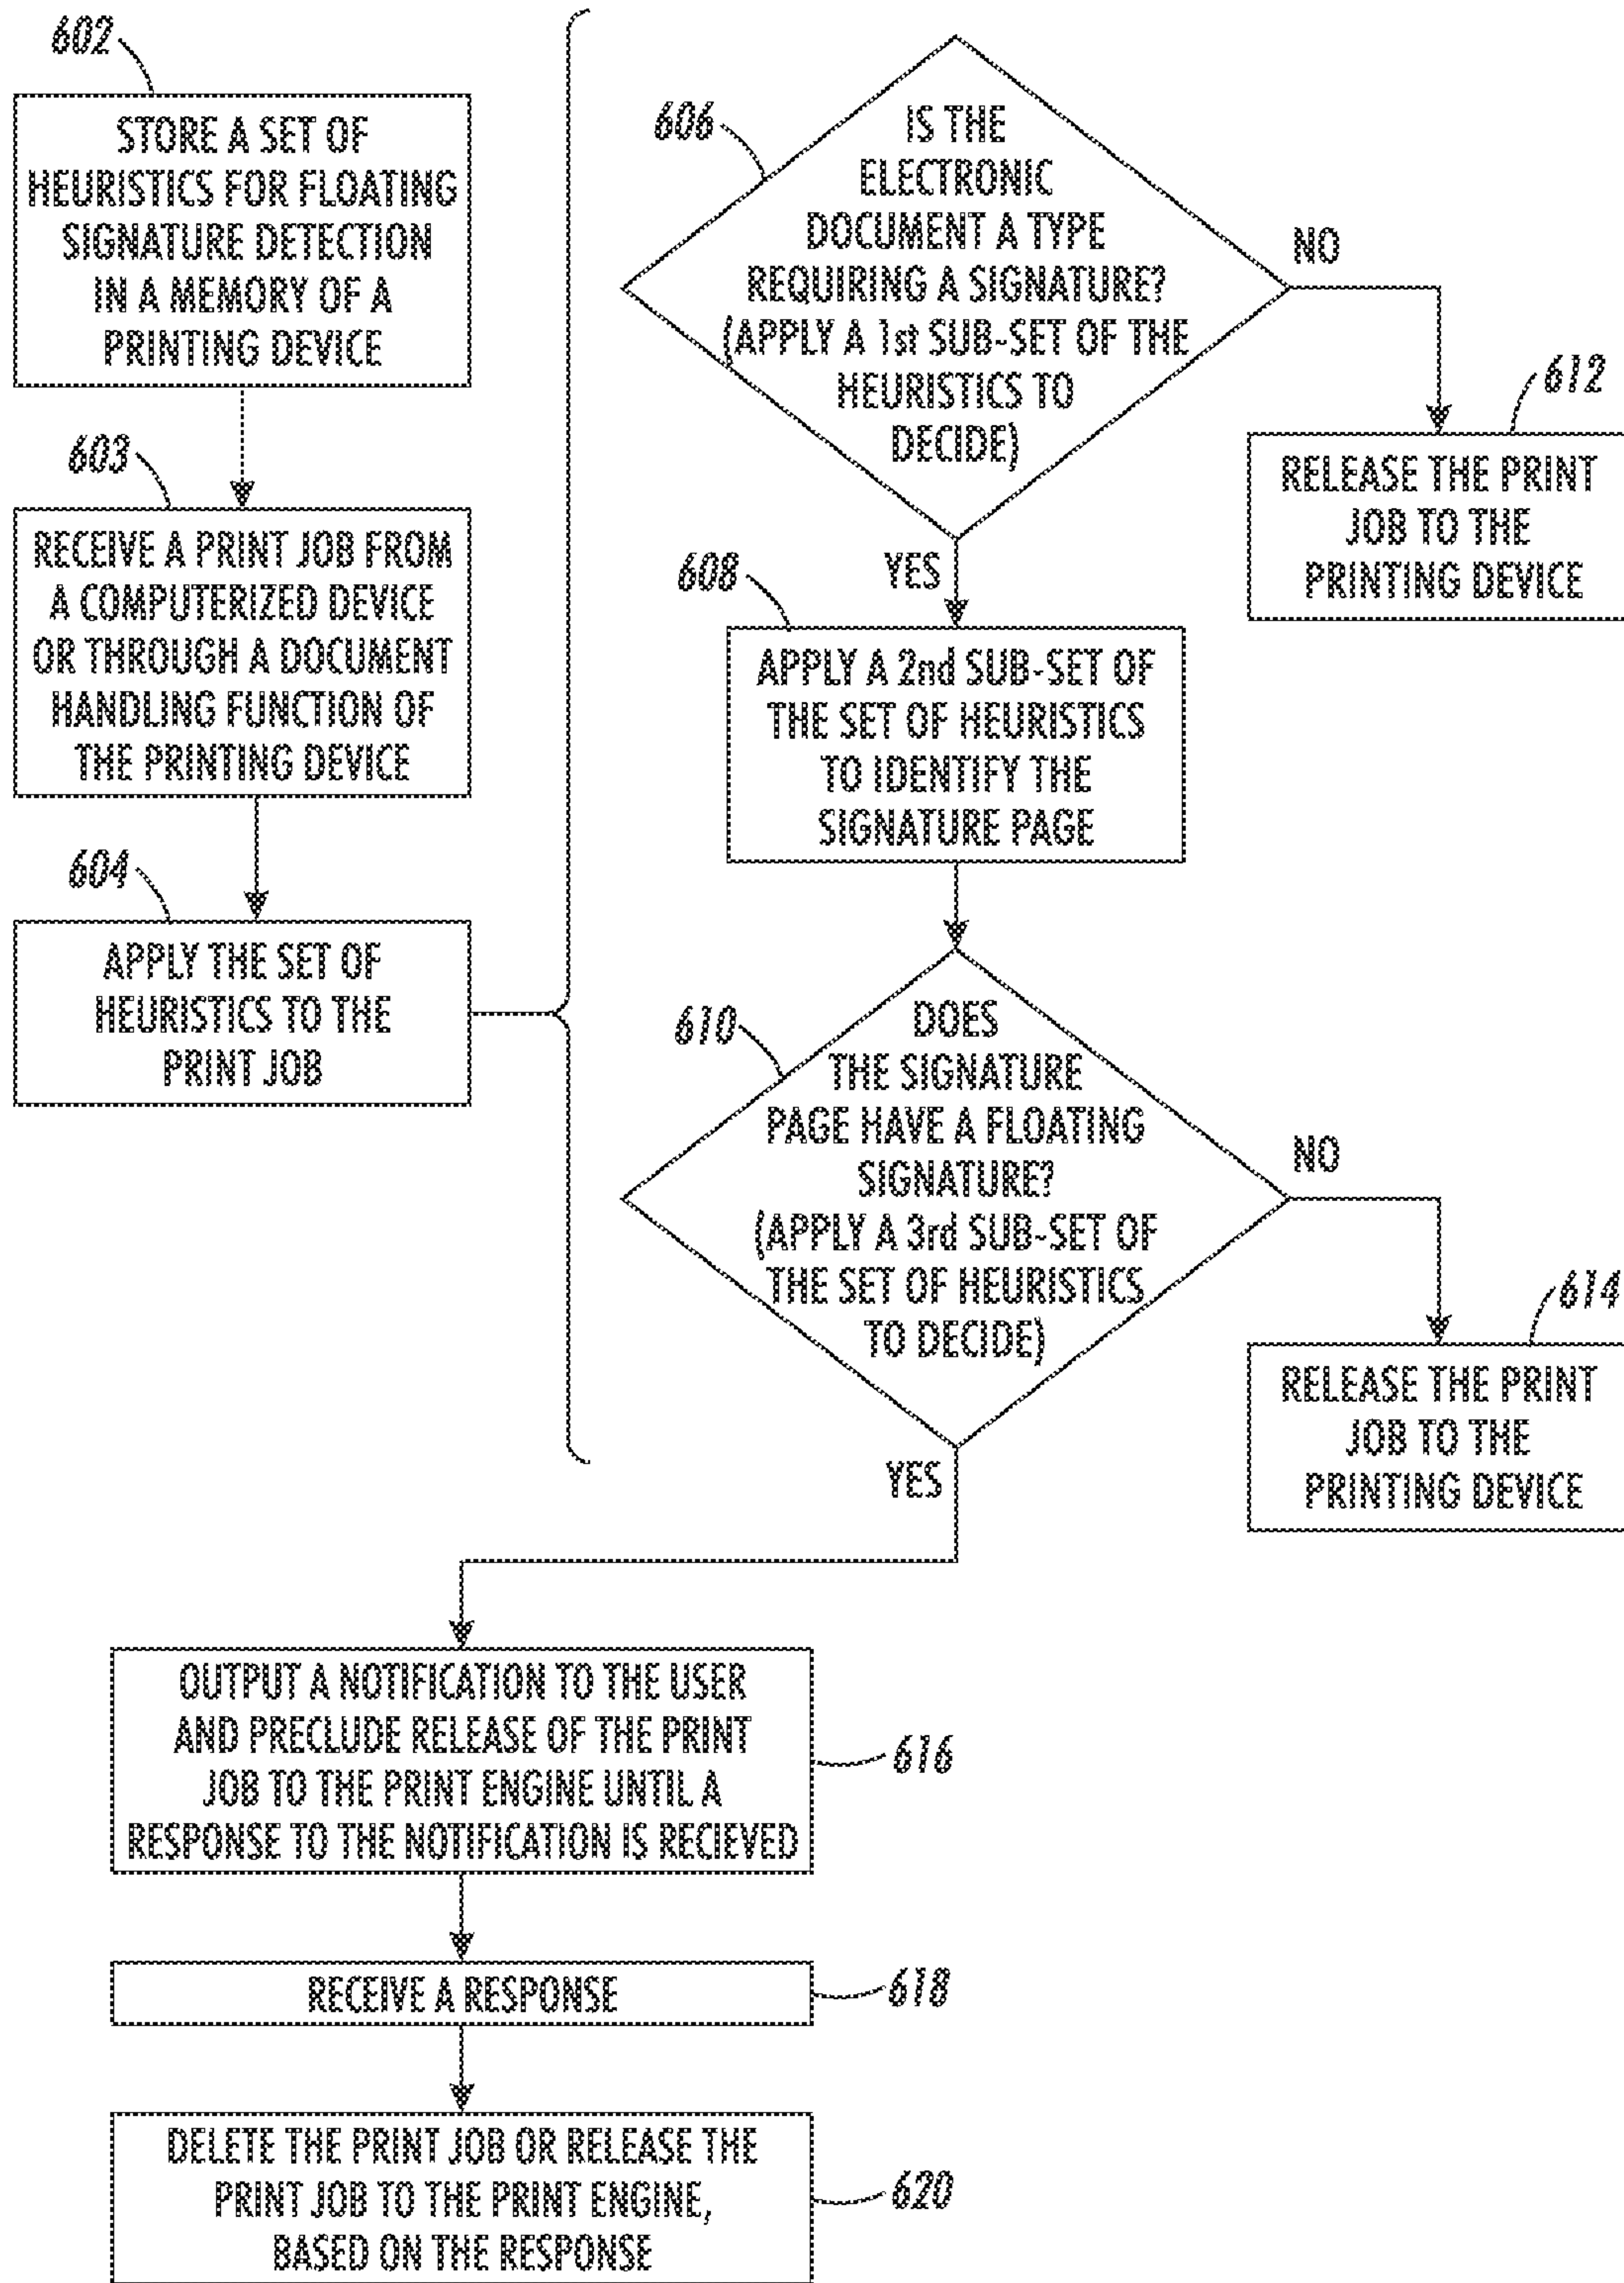 602
STORE A SET OF
HEURISTICS FOR FLOATING
SIGNATURE DETECTION
IN A MEMORY OF A
PRINTING DEVICE
603
RECEIVE A PRINT JOB FROM
A COMPUTERIZED DEVICE
OR THROUGH A DOCUMENT
HANDLING FUNCTION OF
THE PRINTING DEVICE
604
APPLY THE SET OF
HEURISTICS TO THE
PRINT JOB
606
IS THE
ELECTRONIC
DOCUMENT A TYPE
REQUIRING A SIGNATURE?
(APPLY A 1st SUB-SET OF THE
HEURISTICS TO
DECIDE)
NO
612
RELEASE THE PRINT
JOB TO THE
PRINTING DEVICE
YES
608
APPLY A 2nd SUB-SET OF
THE SET OF HEURISTICS
TO IDENTIFY THE
SIGNATURE PAGE
610
DOES
THE SIGNATURE
PAGE HAVE A FLOATING
SIGNATURE?
(APPLY A 3rd SUB-SET OF
THE SET OF HEURISTICS
TO DECIDE)
NO
614
RELEASE THE PRINT
JOB TO THE
PRINTING DEVICE
YES
OUTPUT A NOTIFICATION TO THE USER
AND PRECLUDE RELEASE OF THE PRINT
JOB TO THE PRINT ENGINE UNTIL A
RESPONSE TO THE NOTIFICATION IS RECIEVED
616
RECEIVE A RESPONSE
618
DELETE THE PRINT JOB OR RELEASE THE
PRINT JOB TO THE PRINT ENGINE,
BASED ON THE RESPONSE
620